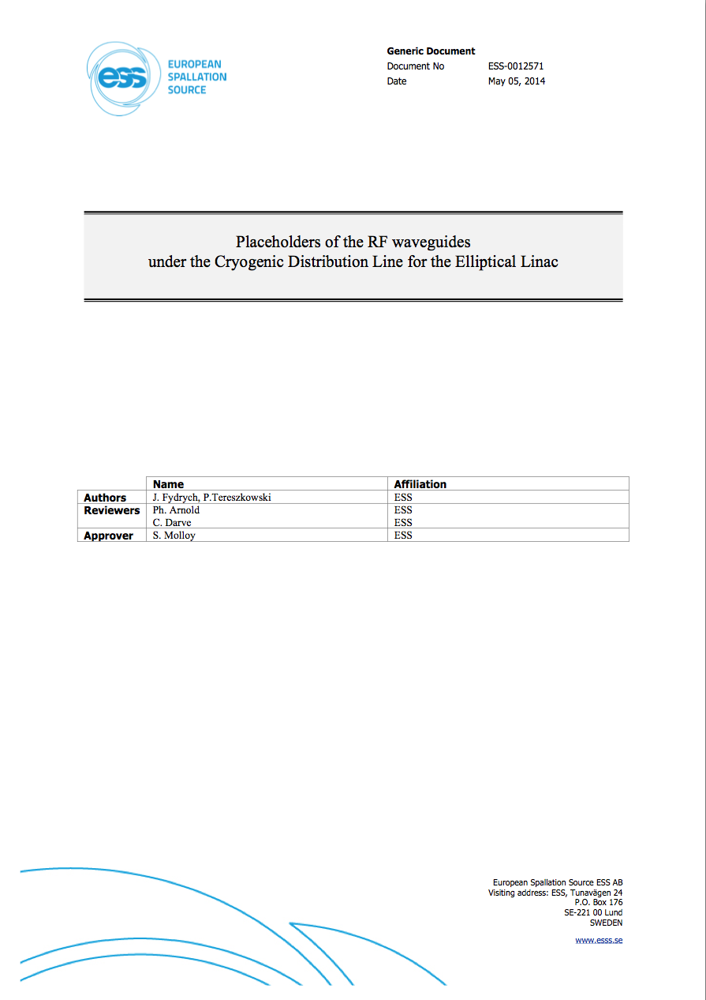 ess
EUROPEAN
SPALLATION
SOURCE
Generic Document
Document No ESS-0012571
Date May 05, 2014
Placeholders of the RF waveguides
under the Cryogenic Distribution Line for the Elliptical Linac
Name Affiliation
Authors J. Fydrych, P.Tereszkowski ESS
Reviewers Ph. Arnold ESS
C. Darve ESS
Approver S. Molloy ESS
European Spallation Source ESS AB
Visiting address: ESS, Tunavägen 24
P.O. Box 176
SE-221 00 Lund
SWEDEN
www.esss.se